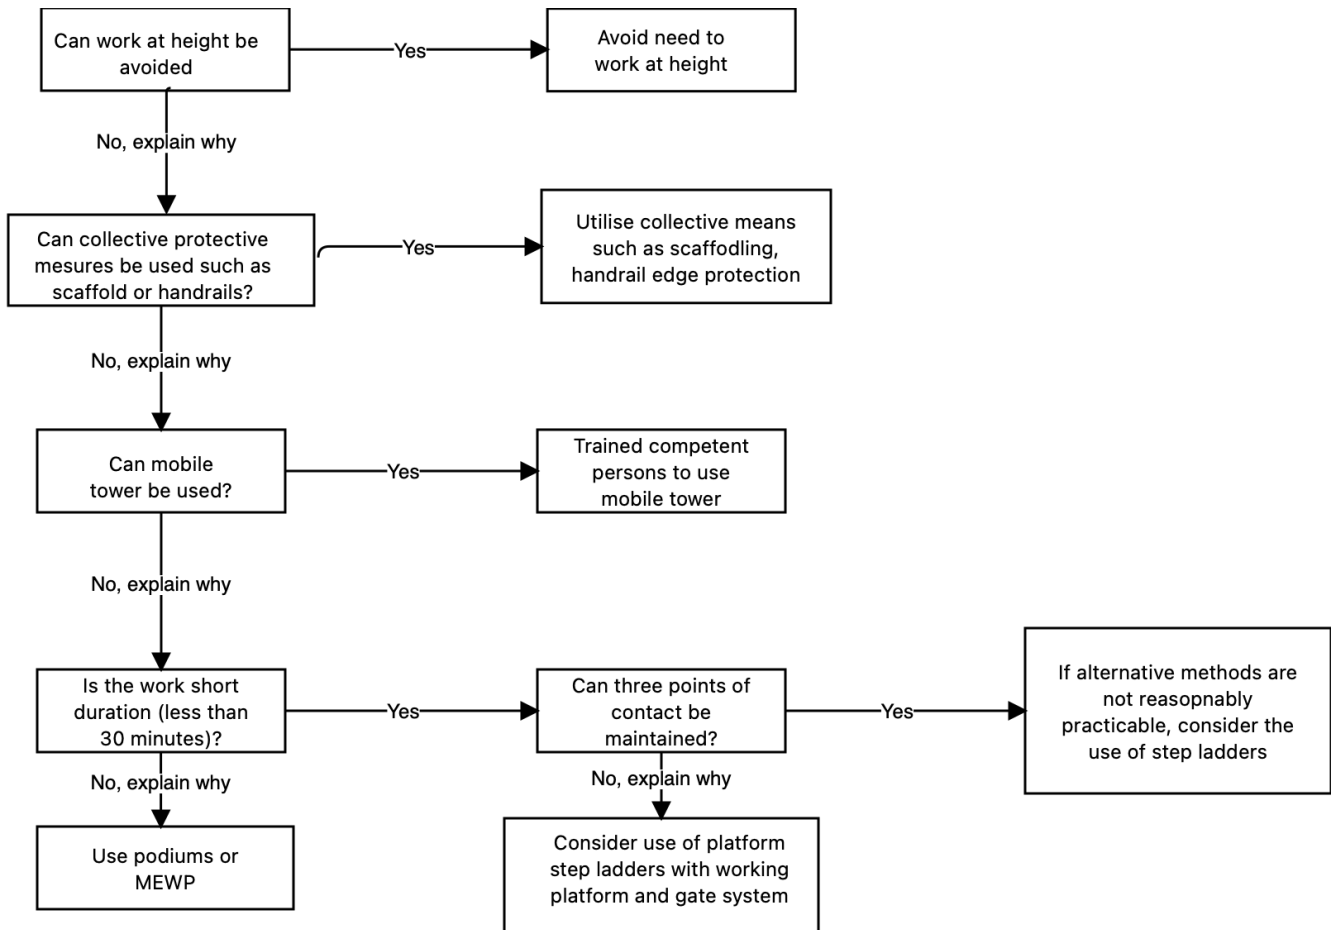 Can work at height be
avoided
Yes
Avoid need to
work at height
No, explain why
Can collective protective
mesures be used such as
scaffold or handrails?
Yes
Utilise collective means
such as scaffodling,
handrail edge protection
No, explain why
Can mobile
tower be used?
Yes
Trained competent
persons to use
mobile tower
No, explain why
Is the work short
duration (less than
30 minutes)?
Yes
Can three points of
contact be
maintained?
Yes
If alternative methods are
not reasopnably
practicable, consider the
use of step ladders
No, explain why
Use podiums or
MEWP
No, explain why
Consider use of platform
step ladders with working
platform and gate system